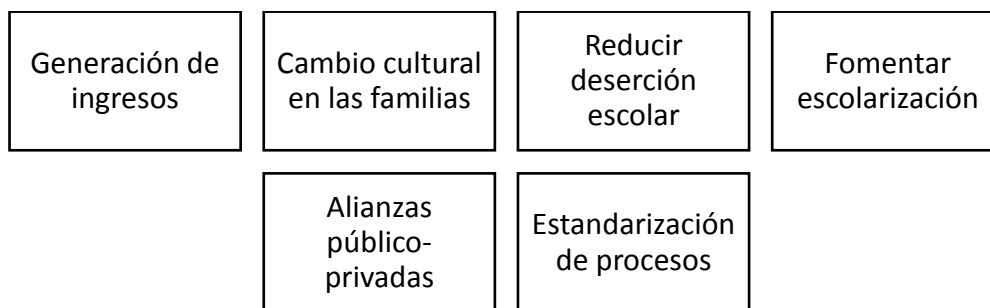 Generación de
ingresos
Cambio cultural
en las familias
Reducir
deserción
escolar
Fomentar
escolarización
Alianzas
público-
privadas
Estandarización
de procesos